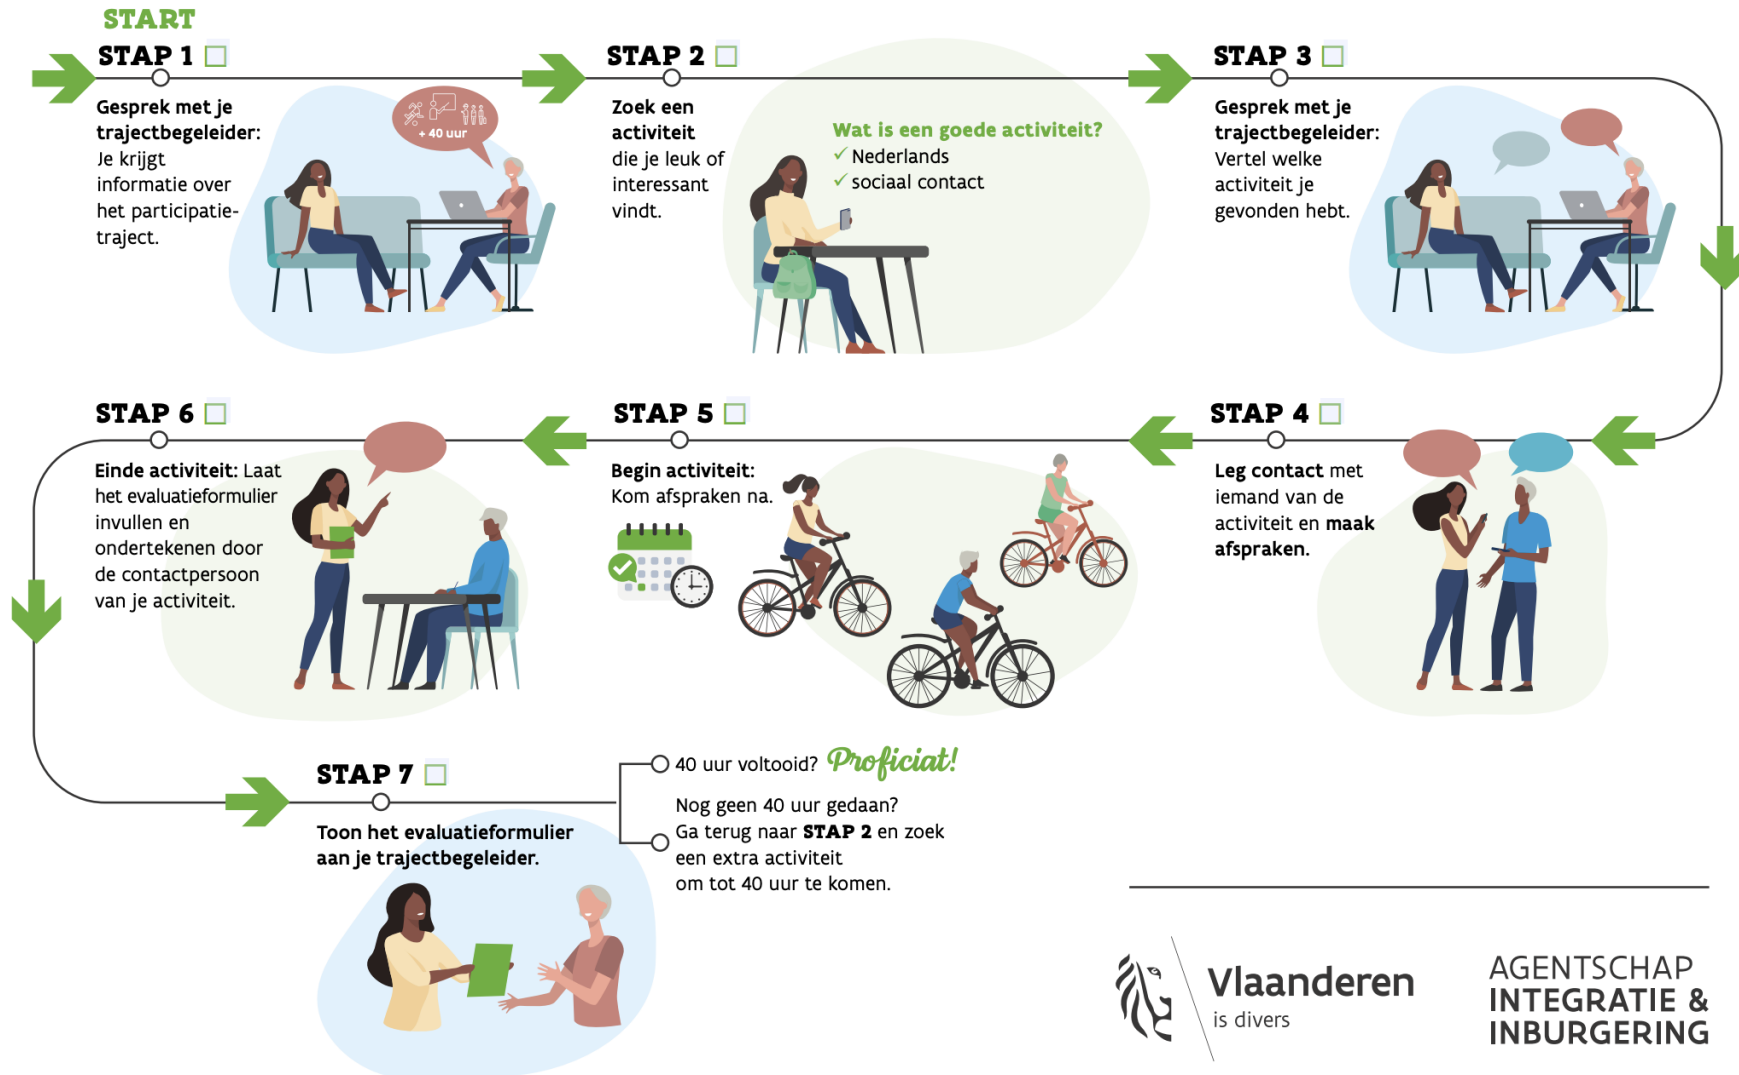 START
STAP 1
Gesprek met je
trajectbegeleider:
Je krijgt
informatie over
het participatie-
traject.
+ 40 uur
STAP 2
Zoek een
activiteit
die je leuk of
interessant
vindt.
Wat is een goede activiteit?
✓ Nederlands
✓ sociaal contact
STAP 3
Gesprek met je
trajectbegeleider:
Vertel welke
activiteit je
gevonden hebt.
STAP 4
Leg contact met
iemand van de
activiteit en maak
afspraken.
STAP 5
Begin activiteit:
Kom afspraken na.
STAP 6
Einde activiteit: Laat
het evaluatieformulier
invullen en
ondertekenen door
de contactpersoon
van je activiteit.
STAP 7
Toon het evaluatieformulier
aan je trajectbegeleider.
40 uur voltooid? Proficiat!
Nog geen 40 uur gedaan?
Ga terug naar STAP 2 en zoek
een extra activiteit
om tot 40 uur te komen.
Vlaanderen
is divers
AGENTSCHAP
INTEGRATIE &
INBURGERING